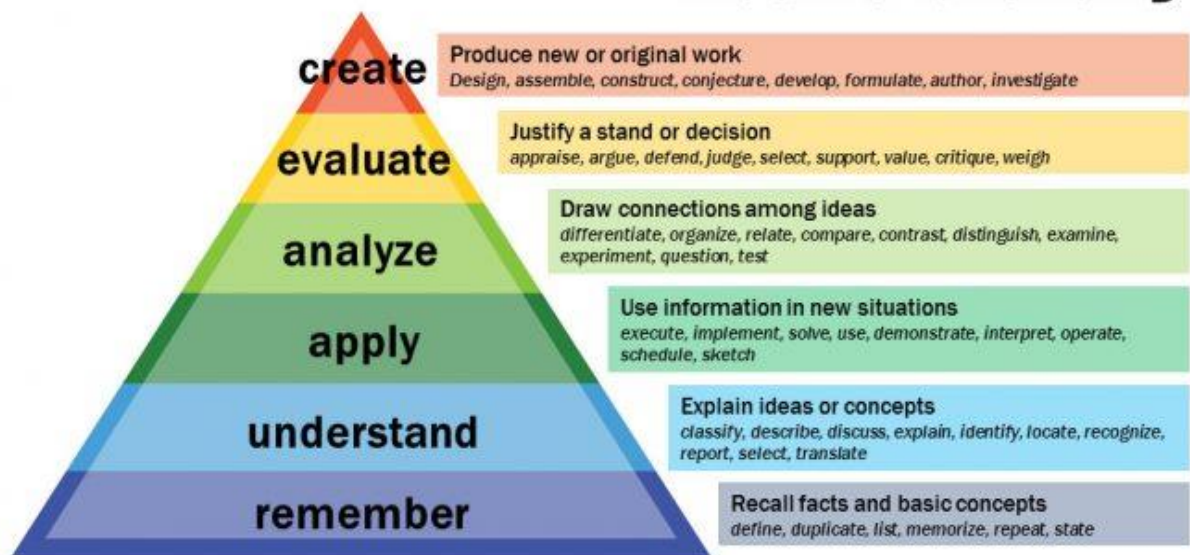 create
Produce new or original work
Design, assemble, construct, conjecture, develop, formulate, author, investigate
evaluate
Justify a stand or decision
appraise, argue, defend, judge, select, support, value, critique, weigh
analyze
Draw connections among ideas
differentiate, organize, relate, compare, contrast, distinguish, examine,
experiment, question, test
apply
Use information in new situations
execute, implement, solve, use, demonstrate, interpret, operate,
schedule, sketch
understand
Explain ideas or concepts
classify, describe, discuss, explain, identify, locate, recognize,
report, select, translate
remember
Recall facts and basic concepts
define, duplicate, list, memorize, repeat, state